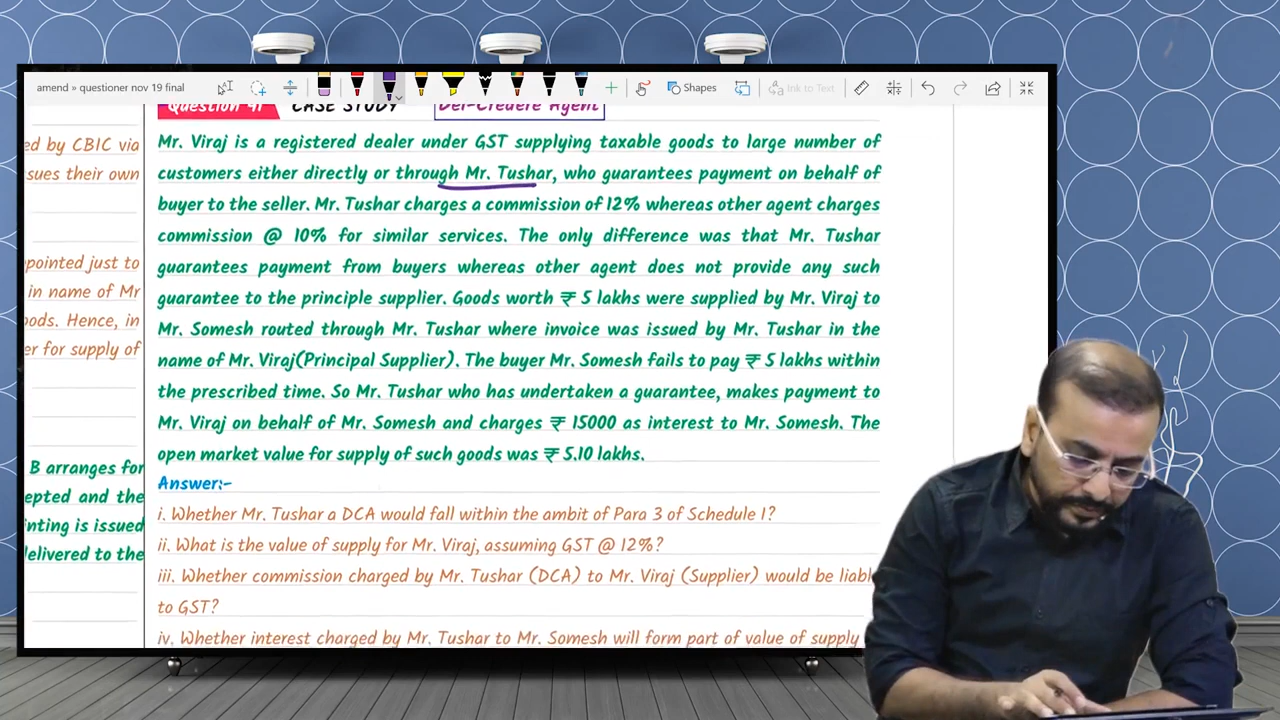 amend » questioner nov 19 final
Shapes
Ink to Text
Question 41 CASE STUDY Del-Credere Agent
ed by CBIC via
sues their own
ppointed just to
in name of Mr
oods. Hence, in
er for supply of
B arranges for
epted and the
nting is issued
delivered to the
Mr. Viraj is a registered dealer under GST supplying taxable goods to large number of
customers either directly or through Mr. Tushar, who guarantees payment on behalf of
buyer to the seller. Mr. Tushar charges a commission of 12% whereas other agent charges
commission @ 10% for similar services. The only difference was that Mr. Tushar
guarantees payment from buyers whereas other agent does not provide any such
guarantee to the principle supplier. Goods worth ₹ 5 lakhs were supplied by Mr. Viraj to
Mr. Somesh routed through Mr. Tushar where invoice was issued by Mr. Tushar in the
name of Mr. Viraj(Principal Supplier). The buyer Mr. Somesh fails to pay ₹ 5 lakhs within
the prescribed time. So Mr. Tushar who has undertaken a guarantee, makes payment to
Mr. Viraj on behalf of Mr. Somesh and charges ₹ 15000 as interest to Mr. Somesh. The
open market value for supply of such goods was ₹ 5.10 lakhs.
Answer:-
i. Whether Mr. Tushar a DCA would fall within the ambit of Para 3 of Schedule I?
ii. What is the value of supply for Mr. Viraj, assuming GST @ 12%?
iii. Whether commission charged by Mr. Tushar (DCA) to Mr. Viraj (Supplier) would be liabl
to GST?
iv. Whether interest charged by Mr. Tushar to Mr. Somesh will form part of value of supply